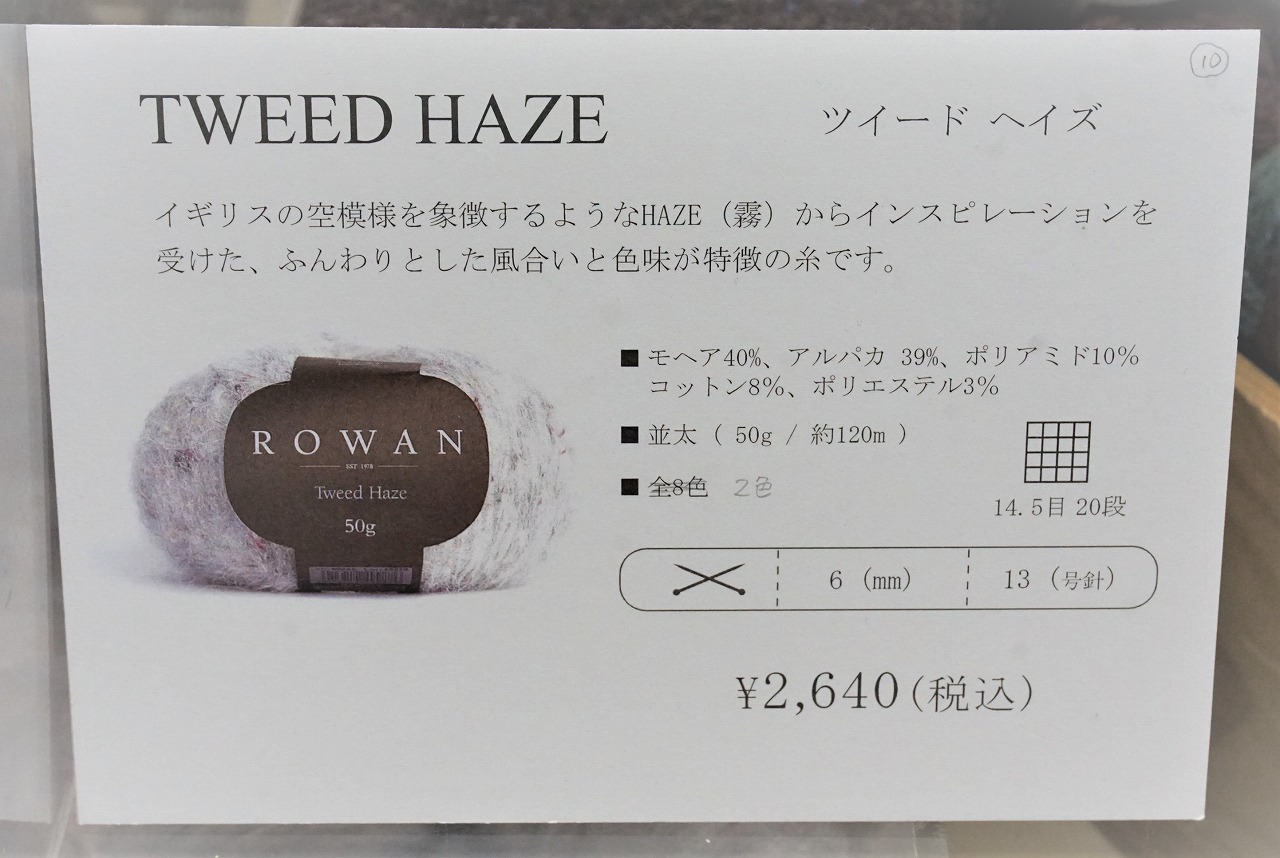 ⑩
TWEED HAZE ツイード ヘイズ
イギリスの空模様を象徴するようなHAZE（霧）からインスピレーションを
受けた、ふんわりとした風合いと色味が特徴の糸です。
■ モヘア40%、アルパカ 39%、ポリアミド10%
コットン8%、ポリエステル3%
■ 並太 ( 50g / 約120m )
■ 全8色 2色
14.5目 20段
ROWAN
EST 1978
Tweed Haze
50g
6 (mm) 13 (号針)
¥2,640(税込)